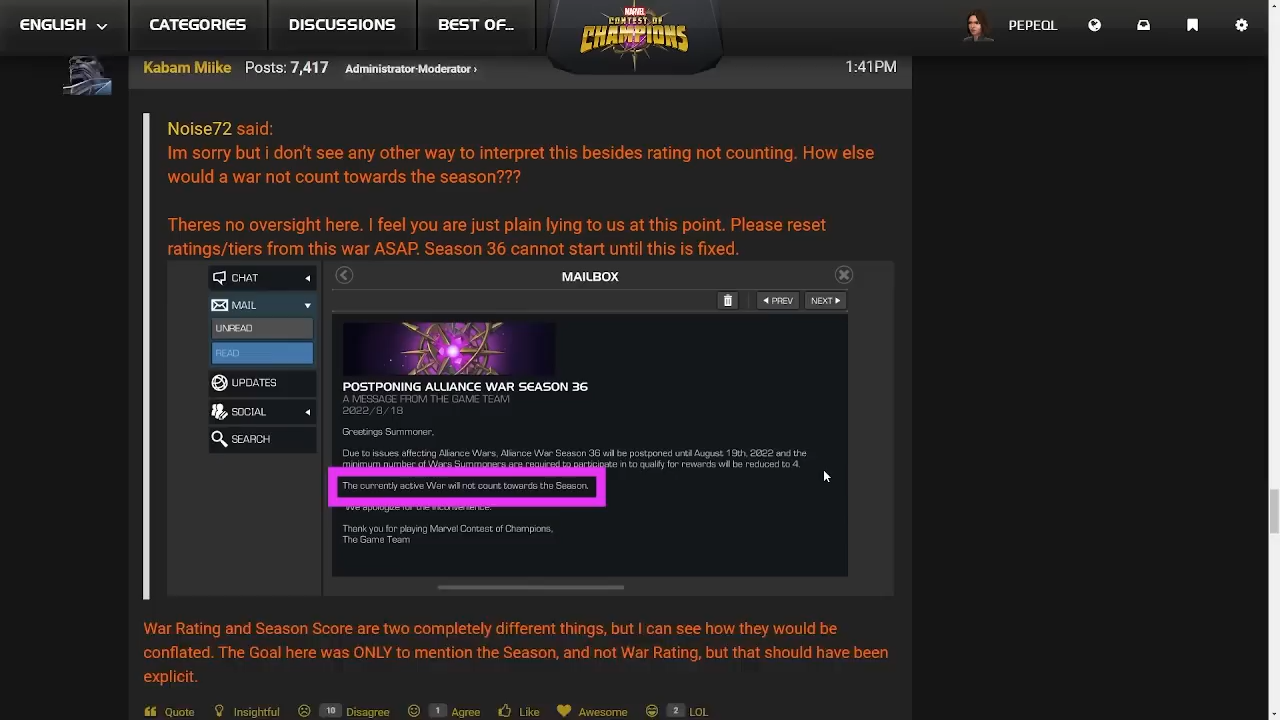 ENGLISH CATEGORIES DISCUSSIONS BEST OF... MARVEL CONTEST OF CHAMPIONS PEPEQL
Kabam Miike Posts: 7,417 Administrator-Moderator › 1:41PM
Noise72 said:
Im sorry but i don't see any other way to interpret this besides rating not counting. How else
would a war not count towards the season???
Theres no oversight here. I feel you are just plain lying to us at this point. Please reset
ratings/tiers from this war ASAP. Season 36 cannot start until this is fixed.
CHAT
MAIL
UNREAD
READ
UPDATES
SOCIAL
SEARCH
MAILBOX
PREV NEXT
POSTPONING ALLIANCE WAR SEASON 36
A MESSAGE FROM THE GAME TEAM
2022/8/18
Greetings Summoner,
Due to issues affecting Alliance Wars, Alliance War Season 36 will be postponed until August 19th, 2022 and the
minimum number of Wars Summoners are required to participate in to qualify for rewards will be reduced to 4.
The currently active War will not count towards the Season.
We apologize for the inconvenience.
Thank you for playing Marvel Contest of Champions,
The Game Team
War Rating and Season Score are two completely different things, but I can see how they would be
conflated. The Goal here was ONLY to mention the Season, and not War Rating, but that should have been
explicit.
Quote Insightful 10 Disagree 1 Agree Like Awesome 2 LOL